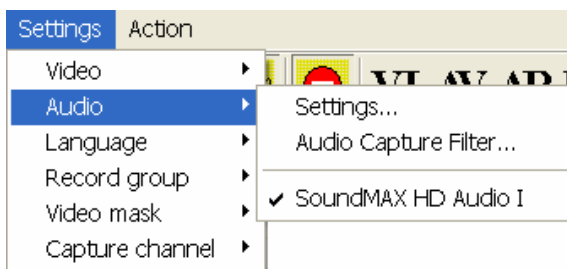 Settings Action
Video
Audio
Language
Record group
Video mask
Capture channel
Settings...
Audio Capture Filter...
SoundMAX HD Audio I